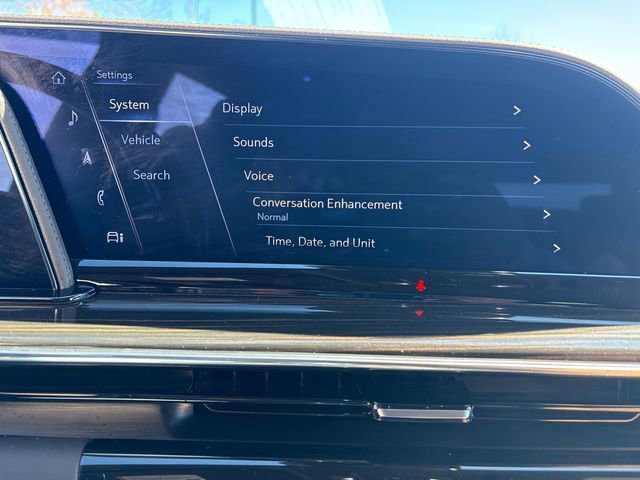 Settings
System
Vehicle
Search
Display
Sounds
Voice
Conversation Enhancement
Normal
Time, Date, and Unit